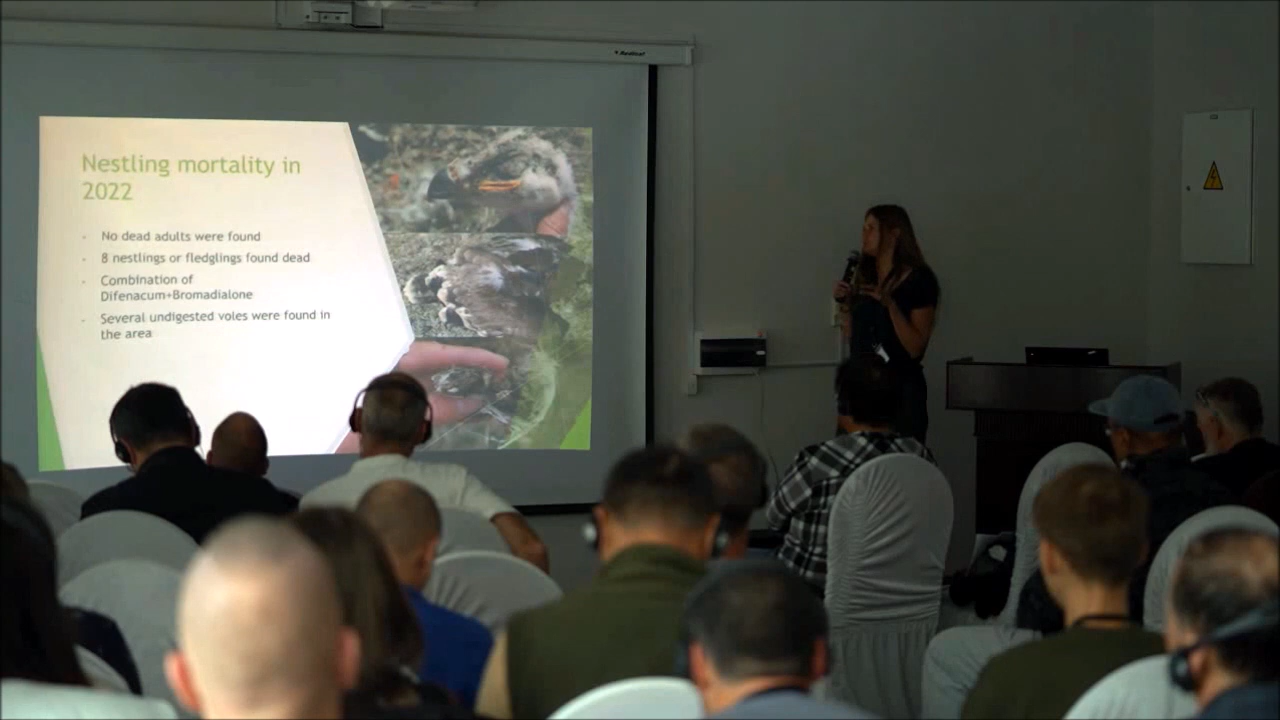 Nestling mortality in
2022
- No dead adults were found
- 8 nestlings or fledglings found dead
- Combination of
Difenacum+Bromadialone
- Several undigested voles were found in
the area